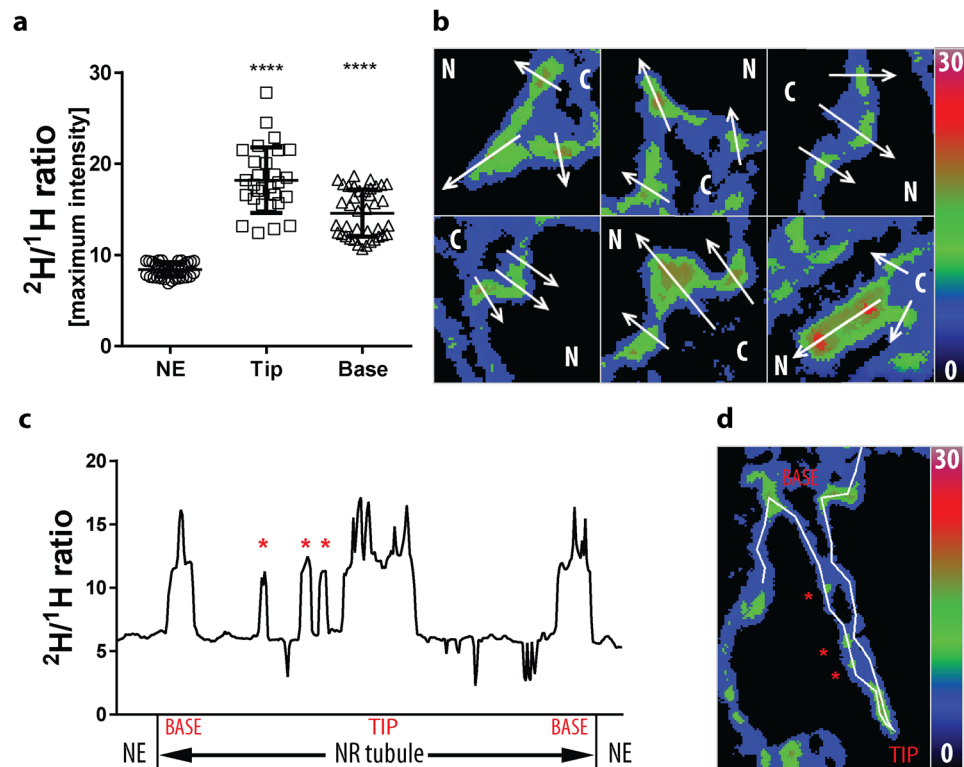 a
²H/¹H ratio
[maximum intensity]
30
20
10
0
****
****
NE
Tip
Base
b
N
C
N
C
C
N
30
C
N
N
C
C
N
0
c
²H/¹H ratio
20
15
10
5
0
*
*
*
BASE
TIP
BASE
NE
NR tubule
NE
d
BASE
30
*
*
*
TIP
0